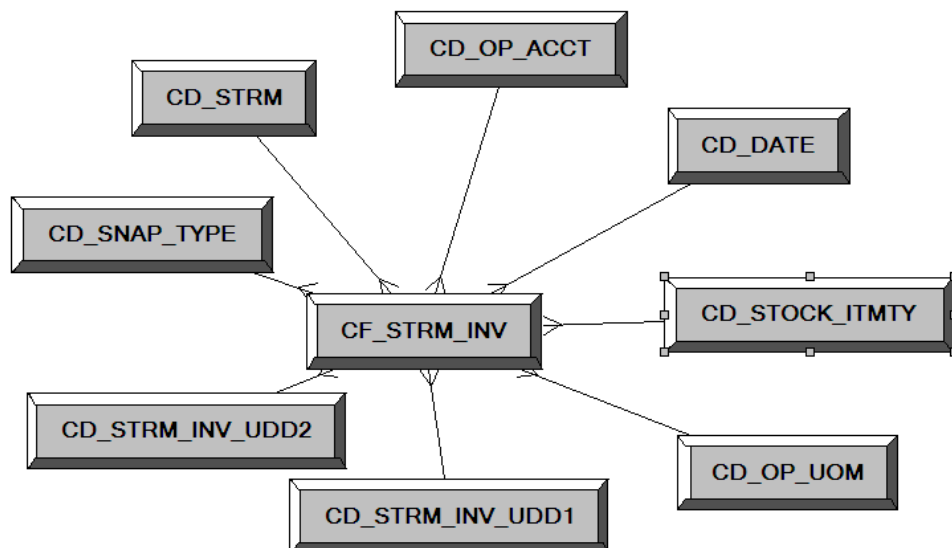 CD_OP_ACCT
CD_STRM
CD_DATE
CD_SNAP_TYPE
CD_STOCK_ITMTY
CF_STRM_INV
CD_STRM_INV_UDD2
CD_OP_UOM
CD_STRM_INV_UDD1